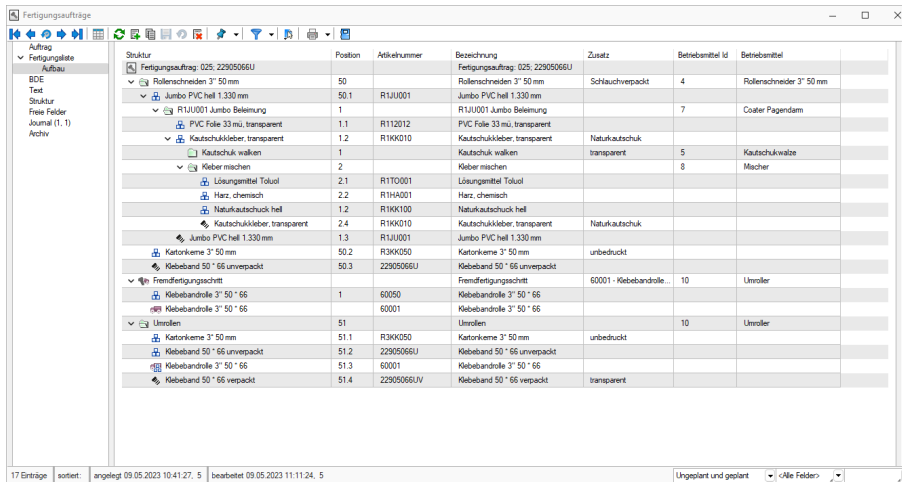 Fertigungsaufträge
Auftrag
Fertigungsliste
Aufbau
BDE
Text
Struktur
Freie Felder
Journal (1, 1)
Archiv
Struktur Position Artikelnummer Bezeichnung Zusatz Betriebsmittel Id Betriebsmittel
Fertigungsauftrag: 025; 22905066U Fertigungsauftrag: 025; 22905066U
Rollenschneiden 3" 50 mm 50 Rollenschneiden 3" 50 mm Schlauchverpackt 4 Rollenschneider 3" 50 mm
Jumbo PVC hell 1.330 mm 50.1 R1JU001 Jumbo PVC hell 1.330 mm
R1JU001 Jumbo Beleimung 1 R1JU001 Jumbo Beleimung 7 Coater Pagendarm
PVC Folie 33 mü, transparent 1.1 R112012 PVC Folie 33 mü, transparent
Kautschukkleber, transparent 1.2 R1KK010 Kautschukkleber, transparent Naturkautschuk
Kautschuk walken 1 Kautschuk walken transparent 5 Kautschukwalze
Kleber mischen 2 Kleber mischen 8 Mischer
Lösungsmittel Toluol 2.1 R1TO001 Lösungsmittel Toluol
Harz, chemisch 2.2 R1HA001 Harz, chemisch
Naturkautschuck hell 1.2 R1KK100 Naturkautschuck hell
Kautschukkleber, transparent 2.4 R1KK010 Kautschukkleber, transparent Naturkautschuk
Jumbo PVC hell 1.330 mm 1.3 R1JU001 Jumbo PVC hell 1.330 mm
Kartonkerne 3" 50 mm 50.2 R3KK050 Kartonkerne 3" 50 mm unbedruckt
Klebeband 50 * 66 unverpackt 50.3 22905066U Klebeband 50 * 66 unverpackt
Fremdfertigungsschritt Fremdfertigungsschritt 60001 - Klebebandrolle... 10 Umroller
Klebebandrolle 3" 50 * 66 1 60050 Klebebandrolle 3" 50 * 66
Klebebandrolle 3" 50 * 66 60001 Klebebandrolle 3" 50 * 66
Umrollen 51 Umrollen 10 Umroller
Kartonkerne 3" 50 mm 51.1 R3KK050 Kartonkerne 3" 50 mm unbedruckt
Klebeband 50 * 66 unverpackt 51.2 22905066U Klebeband 50 * 66 unverpackt
Klebebandrolle 3" 50 * 66 51.3 60001 Klebebandrolle 3" 50 * 66
Klebeband 50 * 66 verpackt 51.4 22905066UV Klebeband 50 * 66 verpackt transparent
17 Einträge sortiert: angelegt 09.05.2023 10:41:27, 5 bearbeitet 09.05.2023 11:11:24, 5 Ungeplant und geplant <Alle Felder>